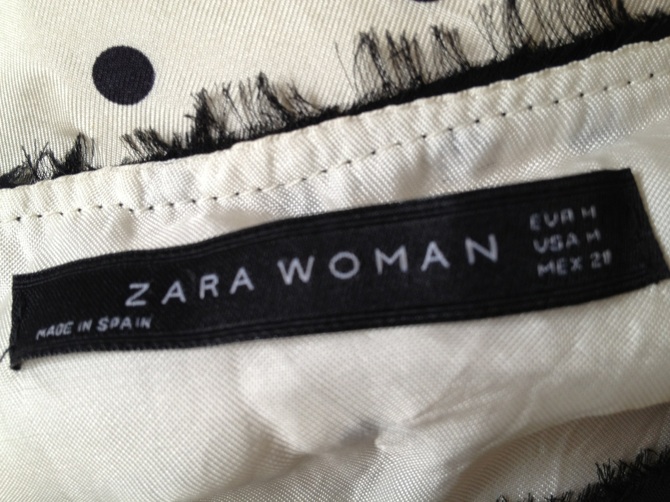 ZARA WOMAN
MADE IN SPAIN
EUR M
USA M
MEX 28